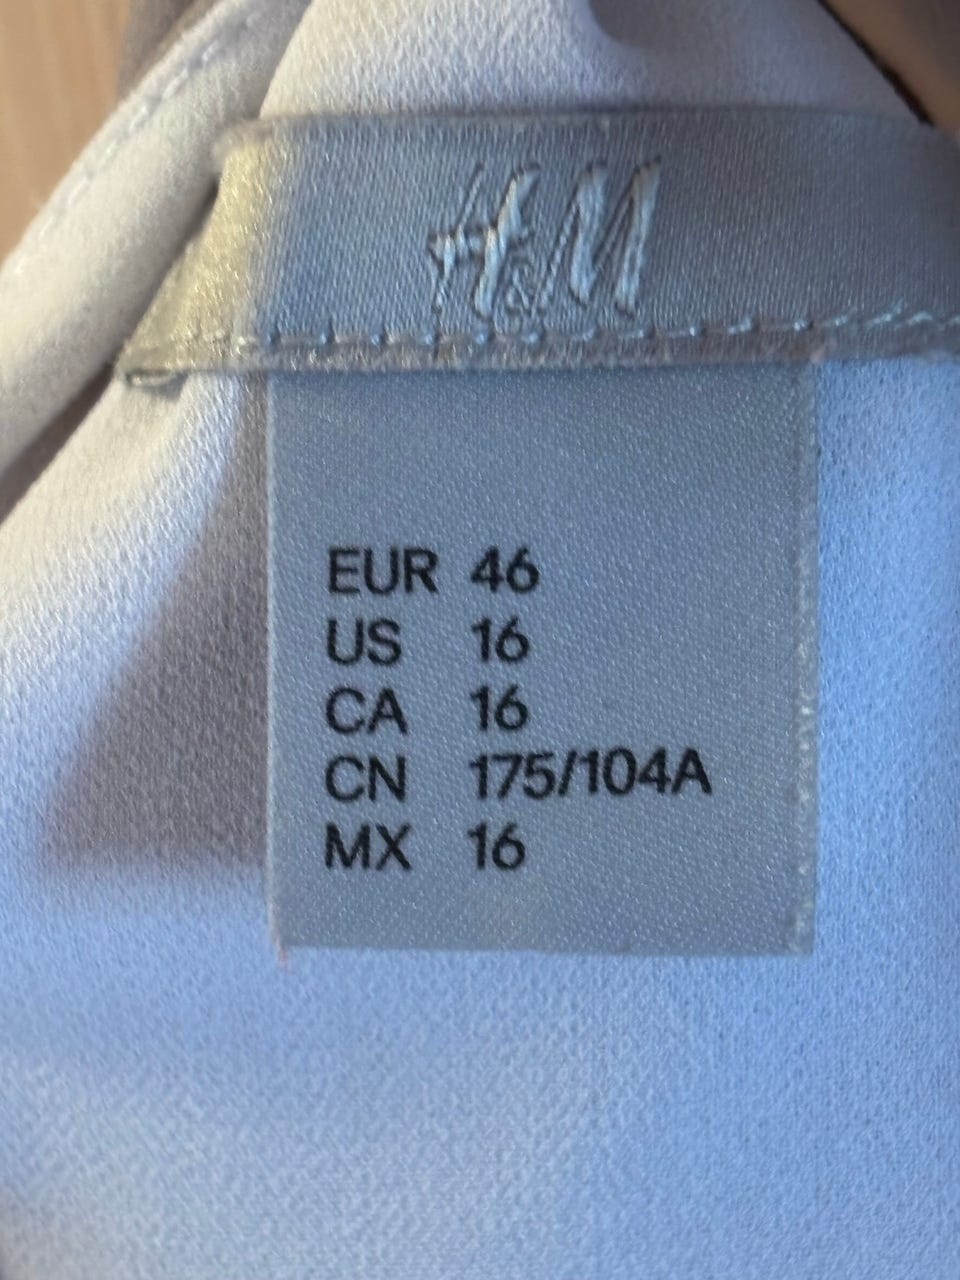 H&M
EUR 46
US 16
CA 16
CN 175/104A
MX 16